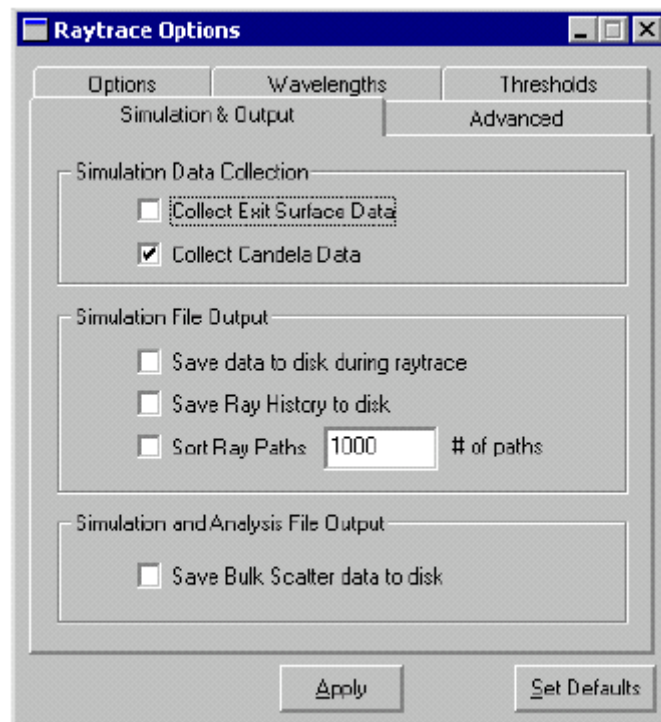 Raytrace Options
Options Wavelengths Thresholds
Simulation & Output Advanced
Simulation Data Collection
Collect Exit Surface Data
Collect Candela Data
Simulation File Output
Save data to disk during raytrace
Save Ray History to disk
Sort Ray Paths 1000 # of paths
Simulation and Analysis File Output
Save Bulk Scatter data to disk
Apply Set Defaults